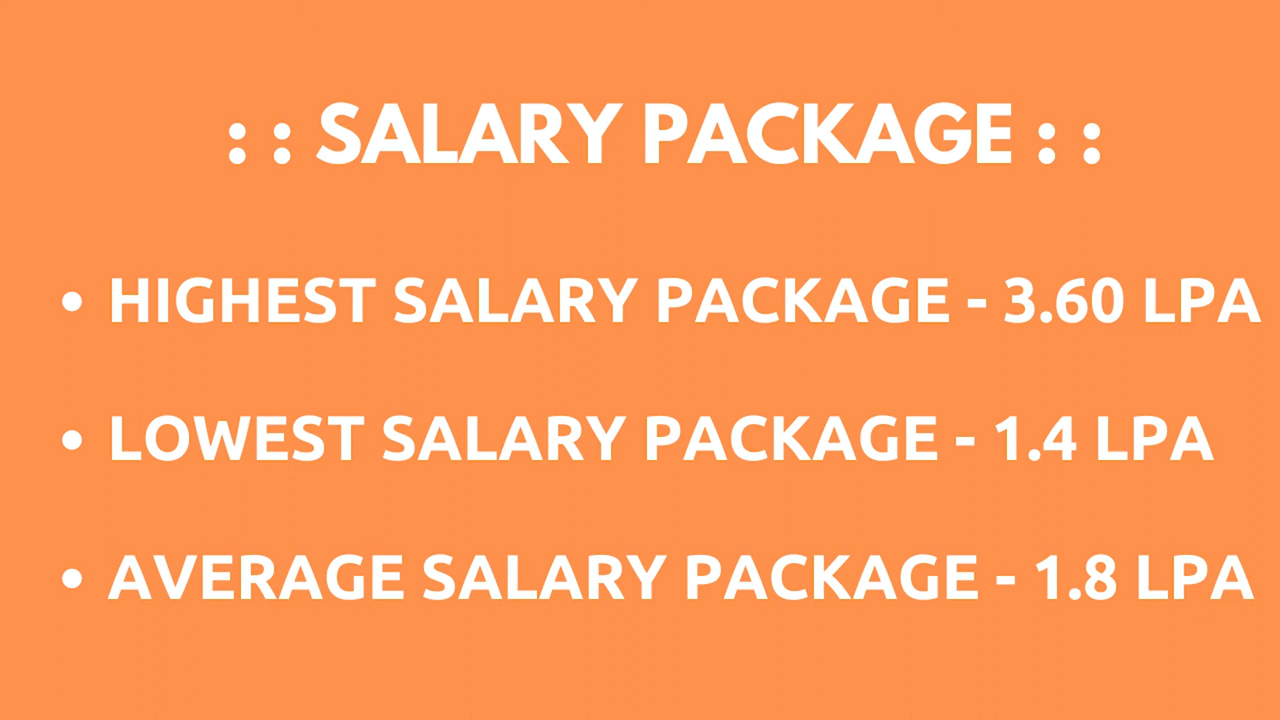 : : SALARY PACKAGE : :
• HIGHEST SALARY PACKAGE - 3.60 LPA
• LOWEST SALARY PACKAGE - 1.4 LPA
• AVERAGE SALARY PACKAGE - 1.8 LPA